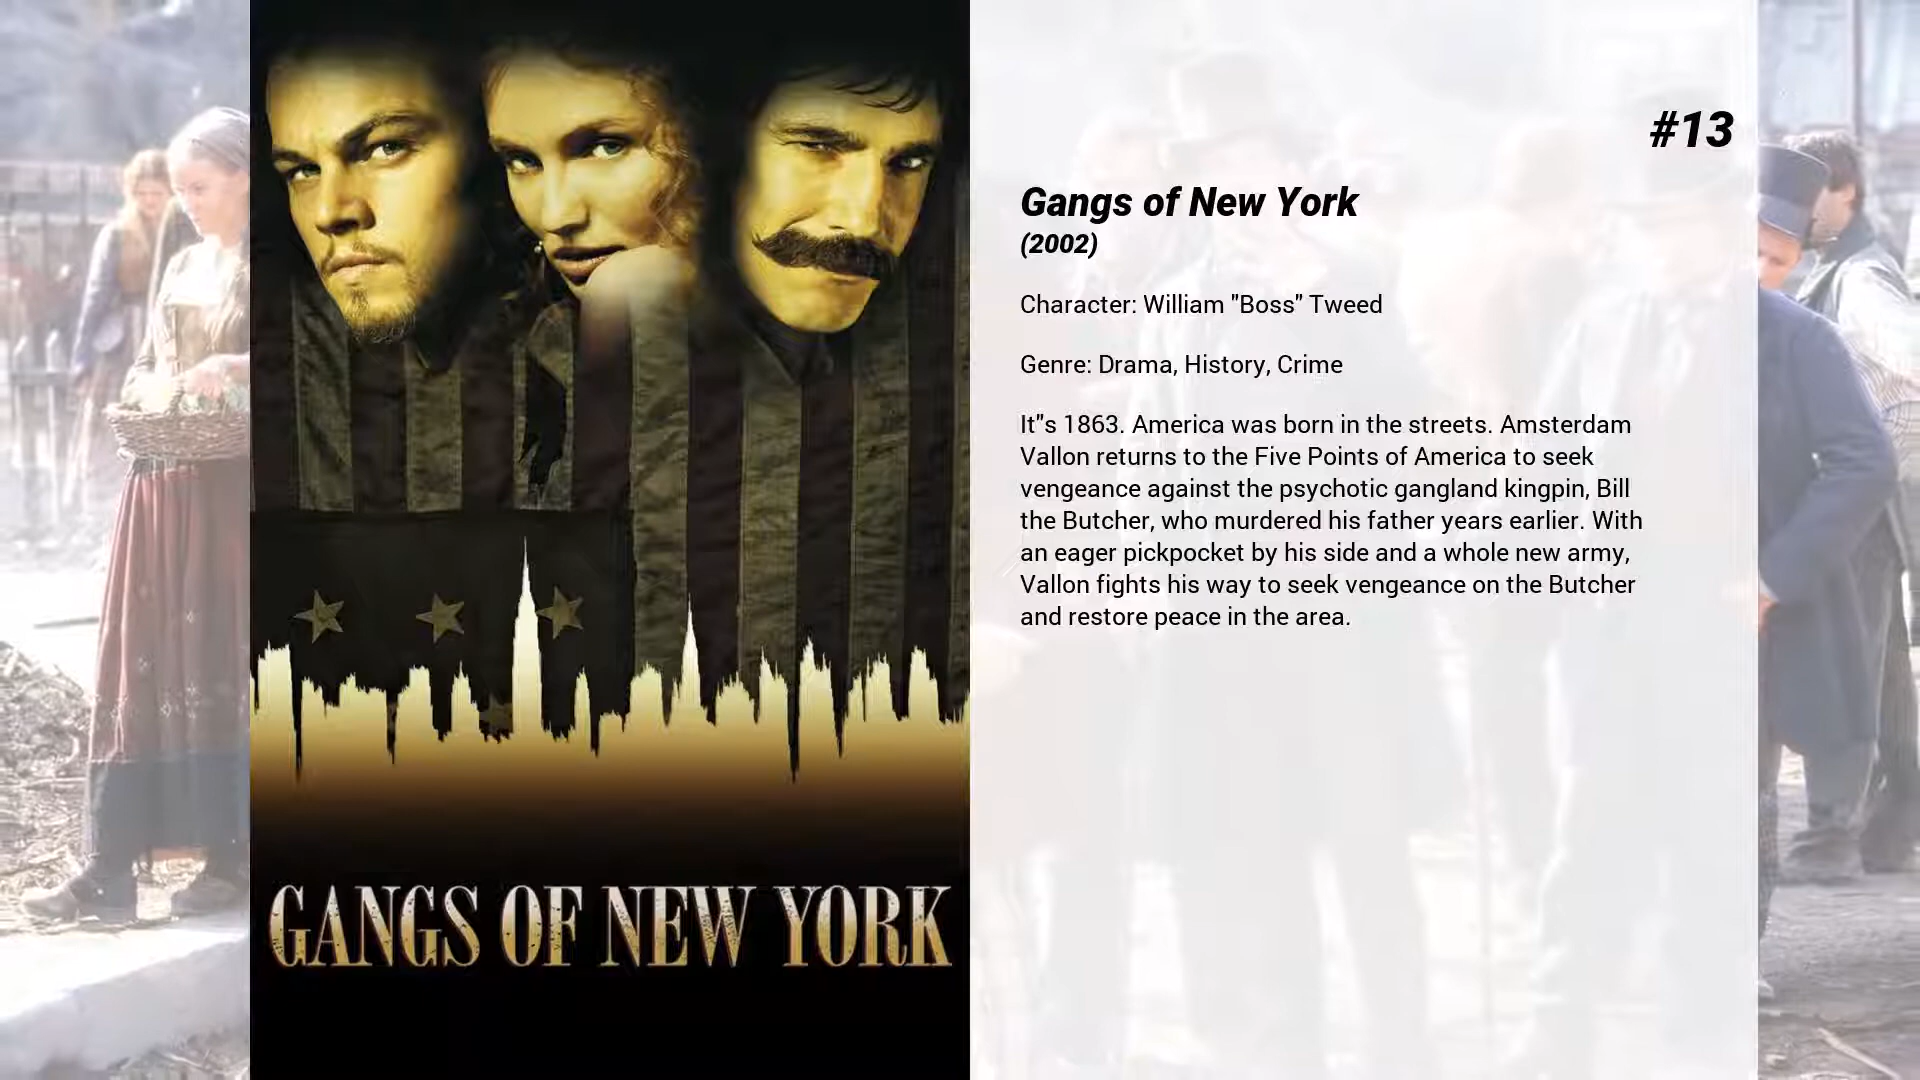 #13
Gangs of New York
(2002)
Character: William "Boss" Tweed
Genre: Drama, History, Crime
It"s 1863. America was born in the streets. Amsterdam
Vallon returns to the Five Points of America to seek
vengeance against the psychotic gangland kingpin, Bill
the Butcher, who murdered his father years earlier. With
an eager pickpocket by his side and a whole new army,
Vallon fights his way to seek vengeance on the Butcher
and restore peace in the area.
GANGS OF NEW YORK